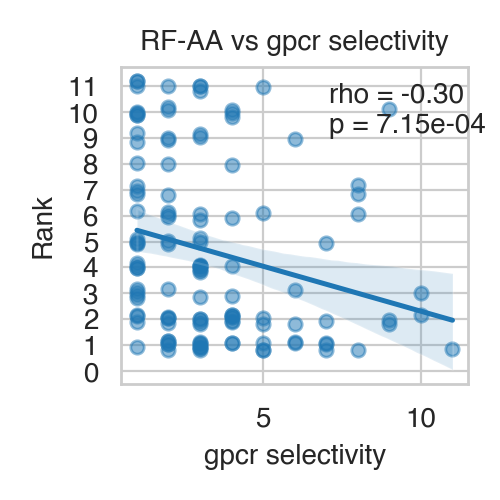 RF-AA vs gpcr selectivity
rho = -0.30
p = 7.15e-04
Rank
11
10
9
8
7
6
5
4
3
2
1
0
5
10
gpcr selectivity